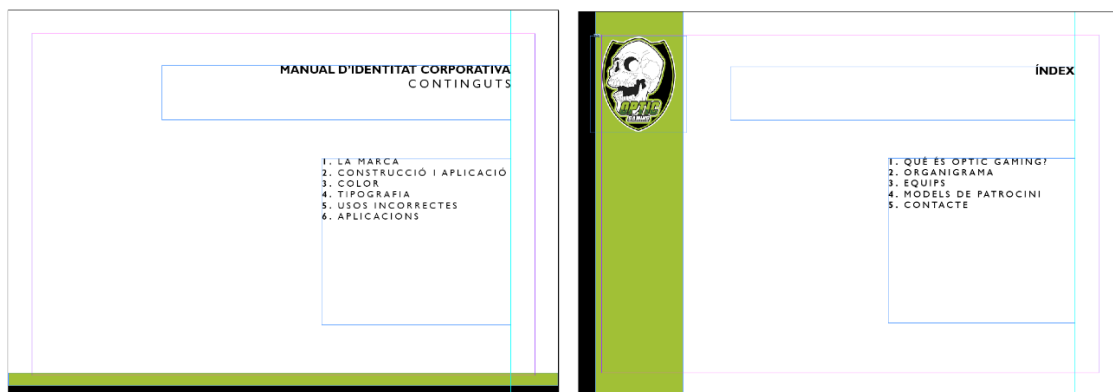 MANUAL D'IDENTITAT CORPORATIVA
CONTINGUTS
1. LA MARCA
2. CONSTRUCCIÓ I APLICACIÓ
3. COLOR
4. TIPOGRAFIA
5. USOS INCORRECTES
6. APLICACIONS
OPTIC
GAMING
ÍNDEX
1. QUÈ ÉS OPTIC GAMING?
2. ORGANIGRAMA
3. EQUIPS
4. MODELS DE PATROCINI
5. CONTACTE